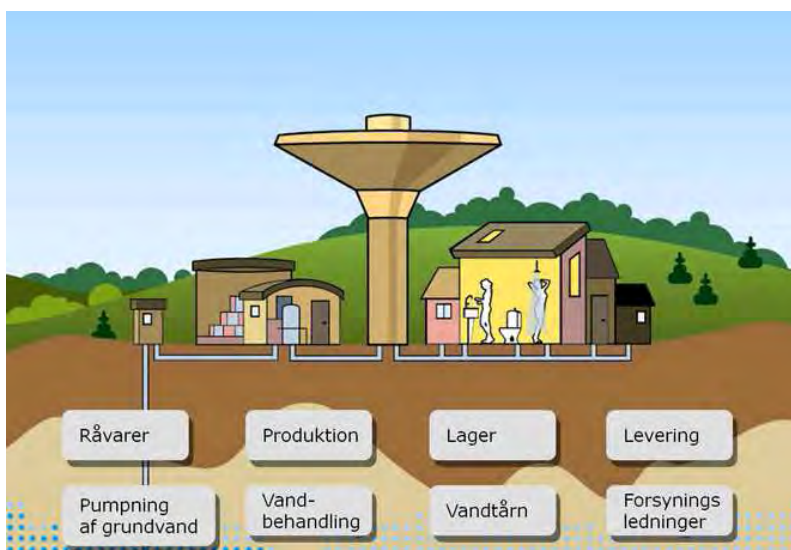 Råvarer
Produktion
Lager
Levering
Pumpning
af grundvand
Vand-
behandling
Vandtårn
Forsynings
ledninger